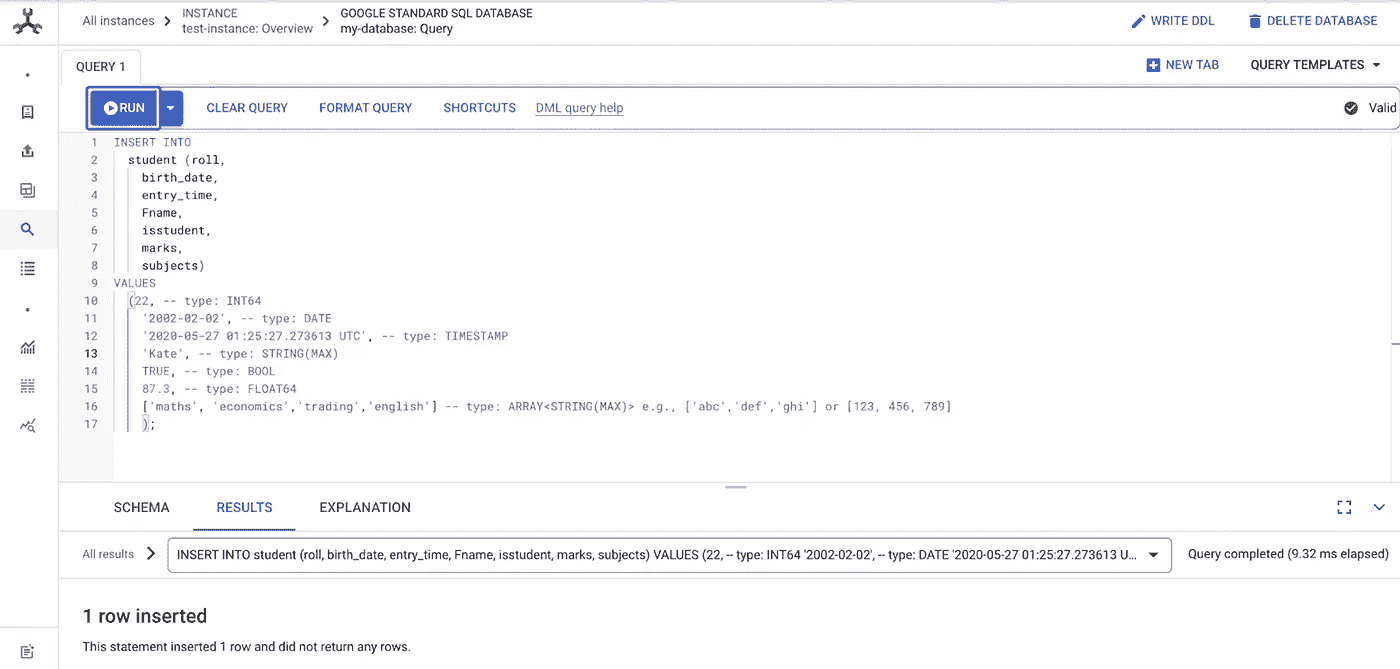 All instances
INSTANCE
test-instance: Overview
GOOGLE STANDARD SQL DATABASE
my-database: Query
WRITE DDL
DELETE DATABASE
QUERY 1
NEW TAB
QUERY TEMPLATES
RUN
CLEAR QUERY
FORMAT QUERY
SHORTCUTS
DML query help
Valid
1 INSERT INTO
2 student (roll,
3 birth_date,
4 entry_time,
5 Fname,
6 isstudent,
7 marks,
8 subjects)
9 VALUES
10 (22, -- type: INT64
11 '2002-02-02', -- type: DATE
12 '2020-05-27 01:25:27.273613 UTC', -- type: TIMESTAMP
13 'Kate', -- type: STRING(MAX)
14 TRUE, -- type: BOOL
15 87.3, -- type: FLOAT64
16 ['maths', 'economics','trading','english'] -- type: ARRAY<STRING(MAX)> e.g., ['abc','def','ghi'] or [123, 456, 789]
17 );
SCHEMA
RESULTS
EXPLANATION
All results
INSERT INTO student (roll, birth_date, entry_time, Fname, isstudent, marks, subjects) VALUES (22, -- type: INT64 '2002-02-02', -- type: DATE '2020-05-27 01:25:27.273613 U...
Query completed (9.32 ms elapsed)
1 row inserted
This statement inserted 1 row and did not return any rows.